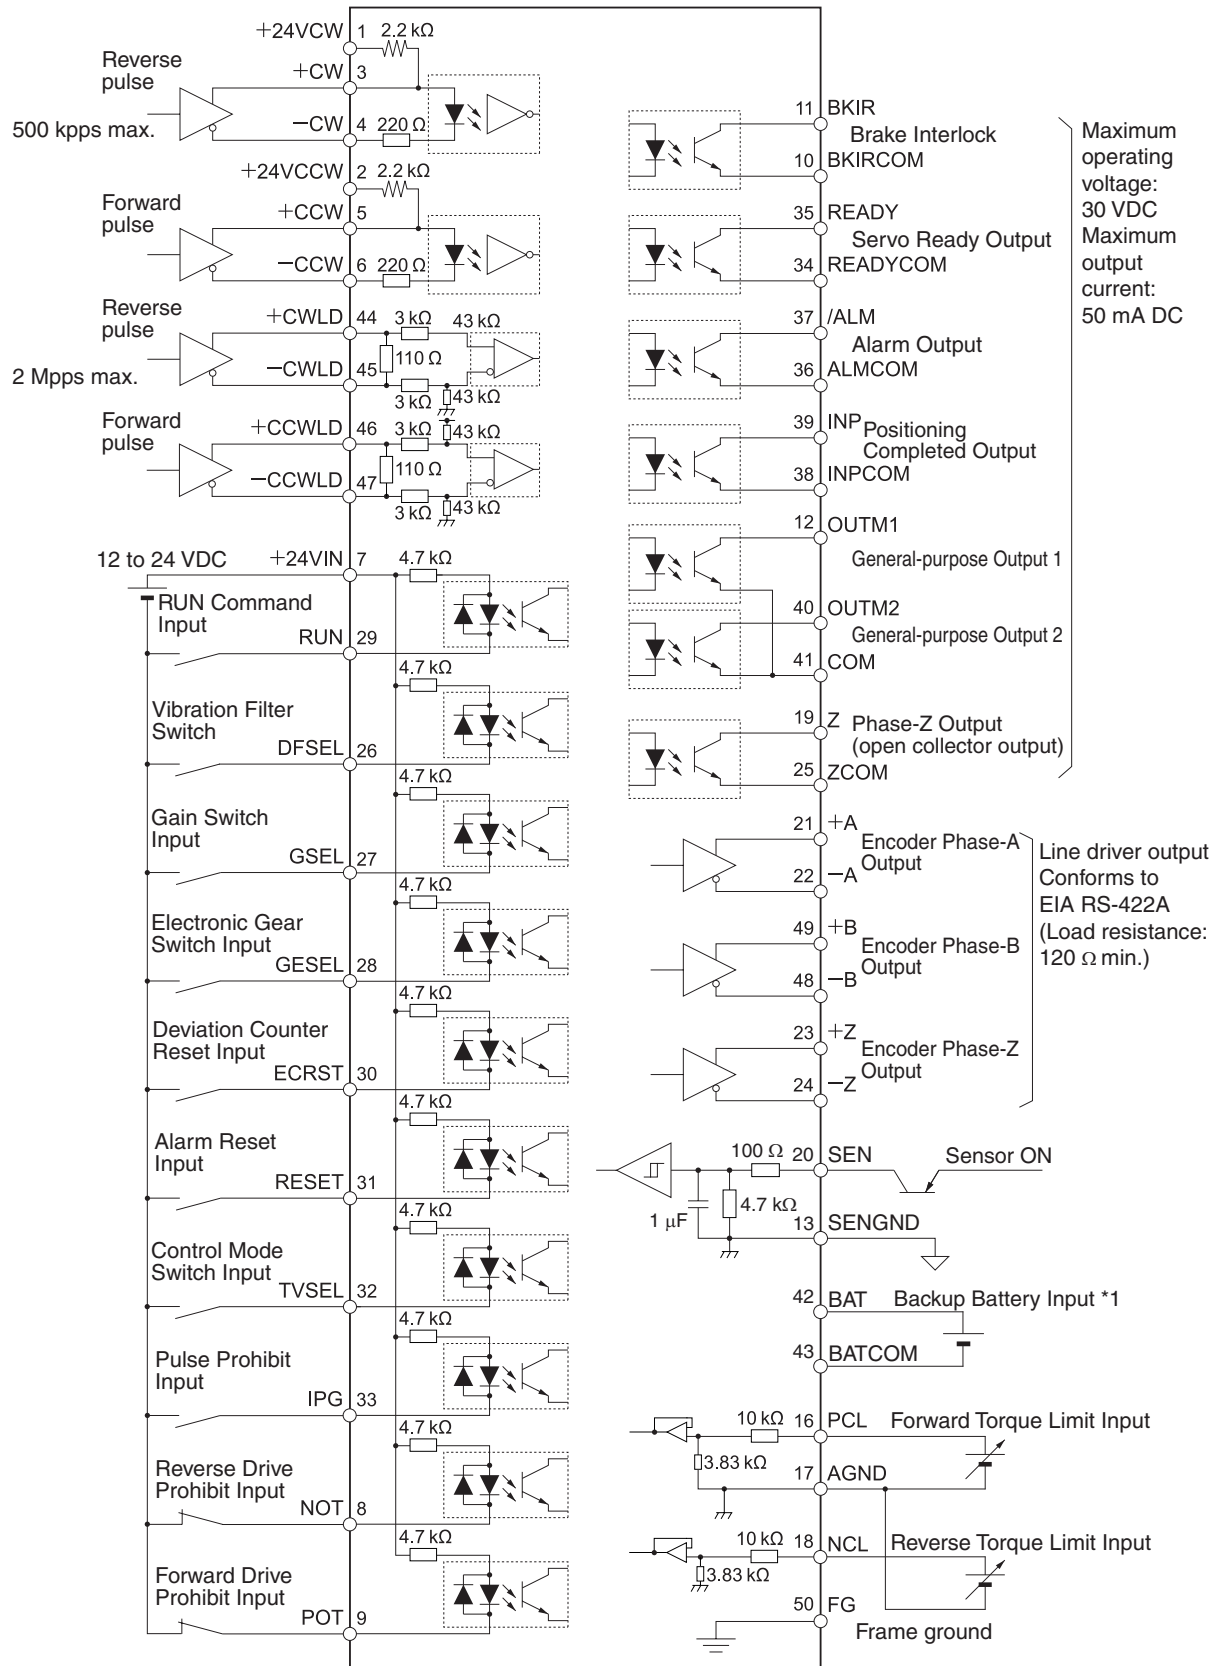 +24VCW 1 2.2 kΩ
Reverse
pulse
+CW 3
500 kpps max.
−CW 4 220 Ω
+24VCCW 2 2.2 kΩ
Forward
pulse
+CCW 5
−CCW 6 220 Ω
Reverse
pulse
+CWLD 44 3 kΩ 43 kΩ
110 Ω
2 Mpps max.
−CWLD 45
3 kΩ 43 kΩ
Forward
pulse
+CCWLD 46 3 kΩ 43 kΩ
110 Ω
−CCWLD 47
3 kΩ 43 kΩ
12 to 24 VDC
+24VIN 7 4.7 kΩ
RUN Command
Input
RUN 29
4.7 kΩ
Vibration Filter
Switch
DFSEL 26
4.7 kΩ
Gain Switch
Input
GSEL 27
4.7 kΩ
Electronic Gear
Switch Input
GESEL 28
4.7 kΩ
Deviation Counter
Reset Input
ECRST 30
4.7 kΩ
Alarm Reset
Input
RESET 31
4.7 kΩ
Control Mode
Switch Input
TVSEL 32
4.7 kΩ
Pulse Prohibit
Input
IPG 33
4.7 kΩ
Reverse Drive
Prohibit Input
NOT 8
4.7 kΩ
Forward Drive
Prohibit Input
POT 9
11 BKIR
Brake Interlock
10 BKIRCOM
35 READY
Servo Ready Output
34 READYCOM
37 /ALM
Alarm Output
36 ALMCOM
39 INP
Positioning
Completed Output
38 INPCOM
12 OUTM1
General-purpose Output 1
40 OUTM2
General-purpose Output 2
41 COM
19 Z
Phase-Z Output
(open collector output)
25 ZCOM
Maximum
operating
voltage:
30 VDC
Maximum
output
current:
50 mA DC
21 +A
Encoder Phase-A
Output
22 −A
49 +B
Encoder Phase-B
Output
48 −B
23 +Z
Encoder Phase-Z
Output
24 −Z
Line driver output
Conforms to
EIA RS-422A
(Load resistance:
120 Ω min.)
100 Ω 20 SEN Sensor ON
4.7 kΩ
1 µF
13 SENGND
42 BAT Backup Battery Input *1
43 BATCOM
10 kΩ 16 PCL Forward Torque Limit Input
3.83 kΩ
17 AGND
10 kΩ 18 NCL Reverse Torque Limit Input
3.83 kΩ
50 FG
Frame ground